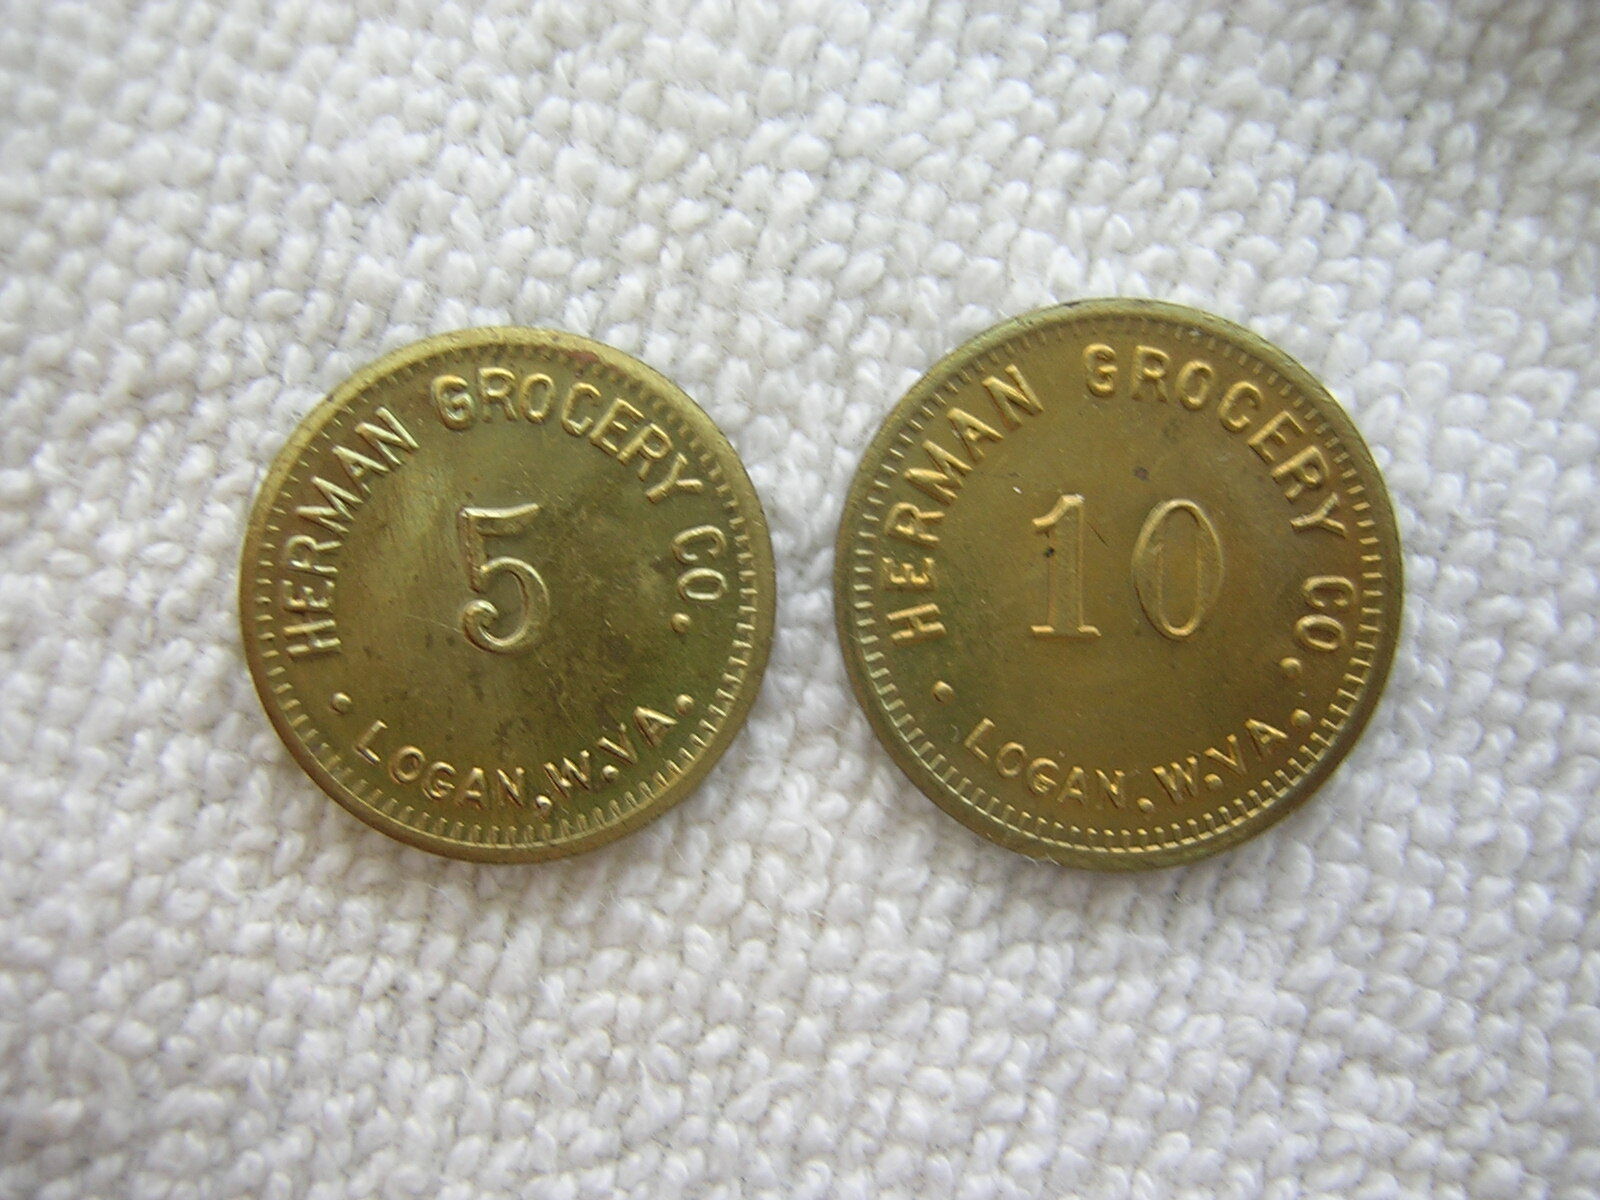 HERMAN GROCERY CO.
5
• LOGAN, W. VA.
HERMAN GROCERY CO.
10
• LOGAN, W. VA.